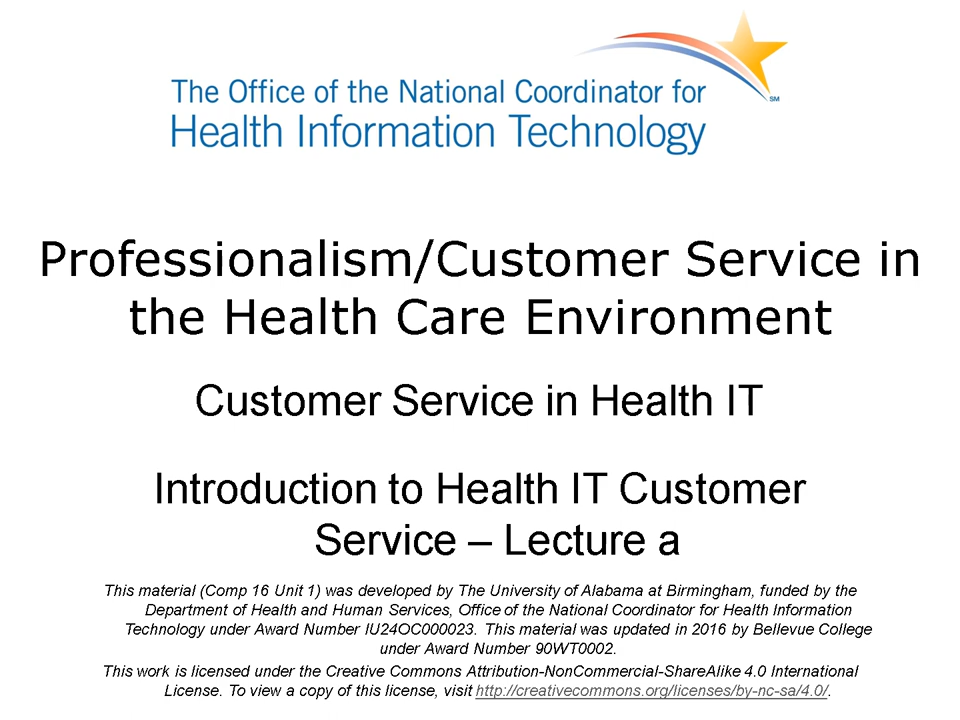 The Office of the National Coordinator for
Health Information Technology
SM
Professionalism/Customer Service in
the Health Care Environment
Customer Service in Health IT
Introduction to Health IT Customer
Service – Lecture a
This material (Comp 16 Unit 1) was developed by The University of Alabama at Birmingham, funded by the
Department of Health and Human Services, Office of the National Coordinator for Health Information
Technology under Award Number IU24OC000023. This material was updated in 2016 by Bellevue College
under Award Number 90WT0002.
This work is licensed under the Creative Commons Attribution-NonCommercial-ShareAlike 4.0 International
License. To view a copy of this license, visit http://creativecommons.org/licenses/by-nc-sa/4.0/.